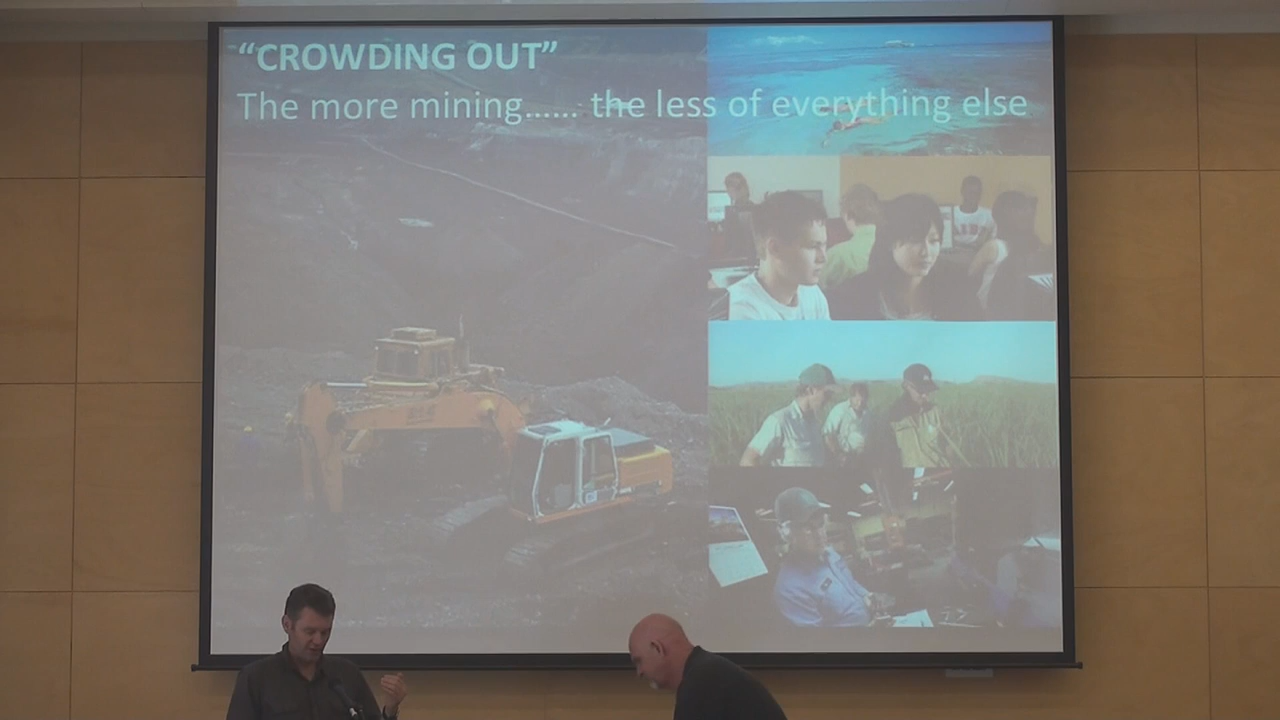 “CROWDING OUT”
The more mining...... the less of everything else